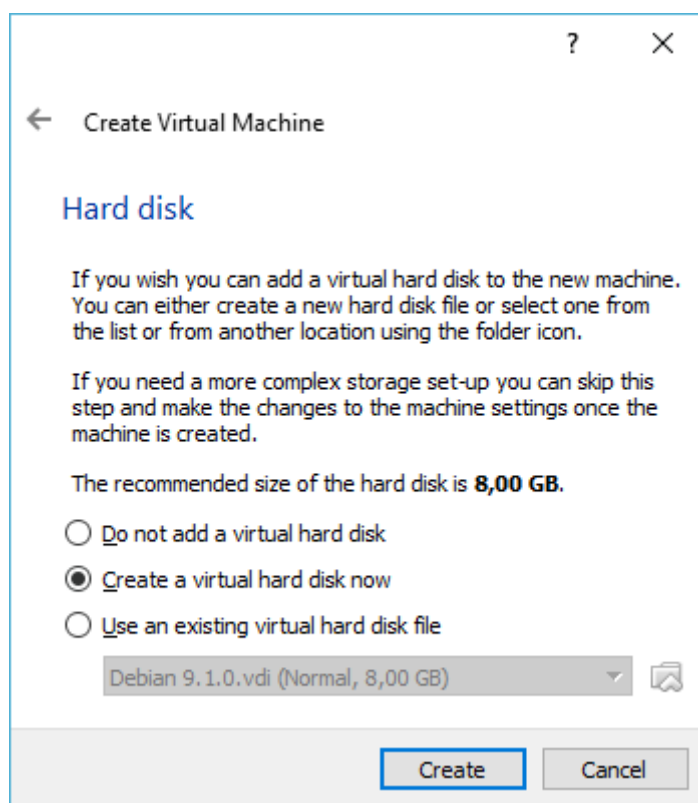 ?
Create Virtual Machine
Hard disk
If you wish you can add a virtual hard disk to the new machine.
You can either create a new hard disk file or select one from
the list or from another location using the folder icon.
If you need a more complex storage set-up you can skip this
step and make the changes to the machine settings once the
machine is created.
The recommended size of the hard disk is 8,00 GB.
Do not add a virtual hard disk
Create a virtual hard disk now
Use an existing virtual hard disk file
Debian 9.1.0.vdi (Normal, 8,00 GB)
Create Cancel